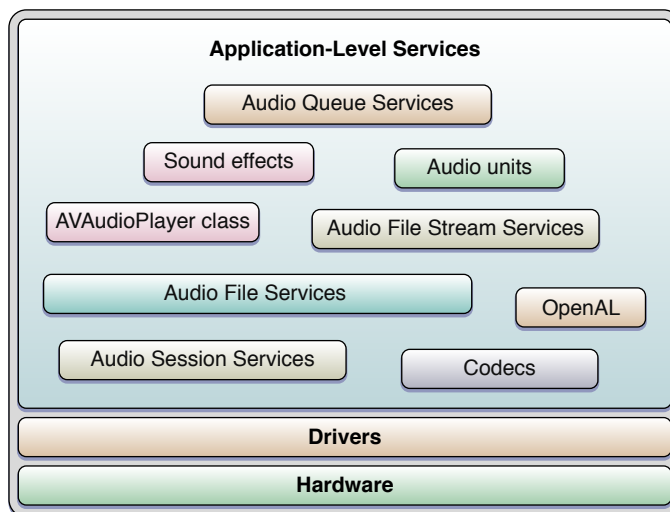 Application-Level Services
Audio Queue Services
Sound effects
Audio units
AVAudioPlayer class
Audio File Stream Services
Audio File Services
OpenAL
Audio Session Services
Codecs
Drivers
Hardware